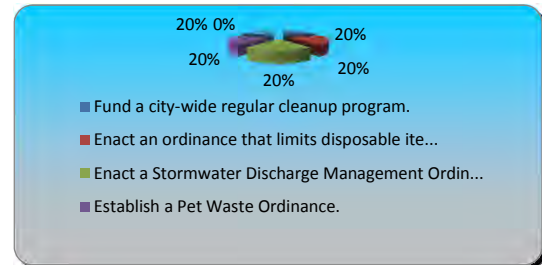 20% 0%
20%
20%
20%
20%
Fund a city-wide regular cleanup program.
Enact an ordinance that limits disposable ite...
Enact a Stormwater Discharge Management Ordin...
Establish a Pet Waste Ordinance.